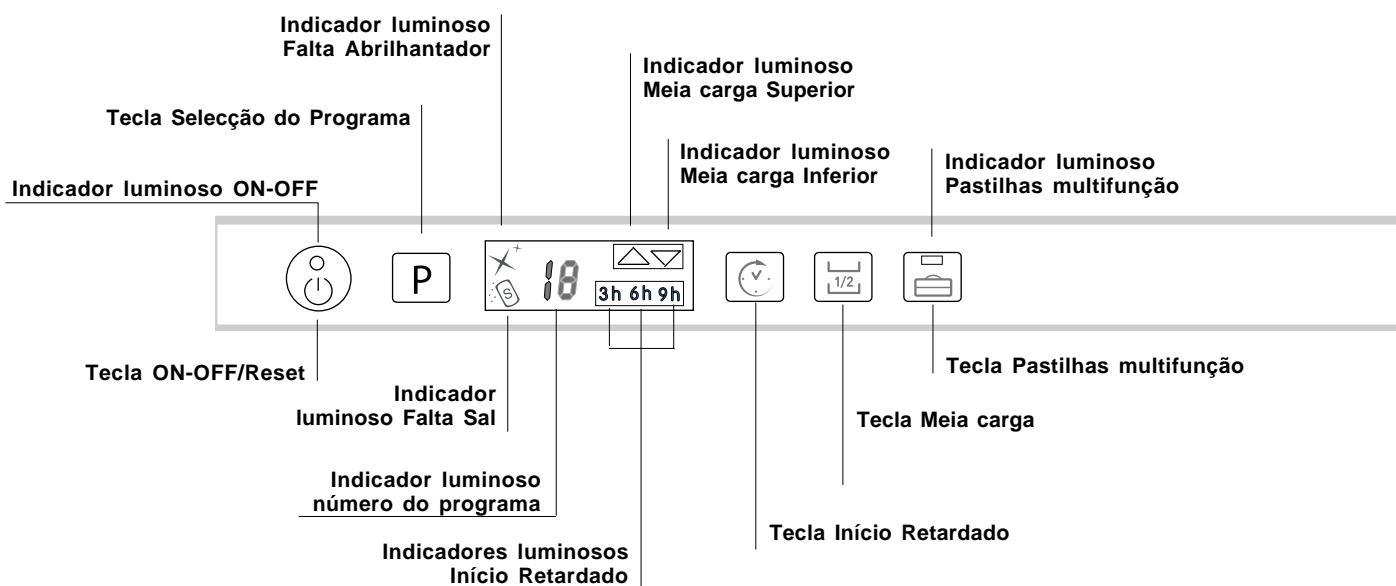 Indicador luminoso
Falta Abrilhantador
Indicador luminoso
Meia carga Superior
Tecla Selecção do Programa
Indicador luminoso
Meia carga Inferior
Indicador luminoso
Pastilhas multifunção
Indicador luminoso ON-OFF
P
S
18
3h 6h 9h
1/2
Tecla ON-OFF/Reset
Indicador
luminoso Falta Sal
Tecla Pastilhas multifunção
Tecla Meia carga
Indicador luminoso
número do programa
Tecla Início Retardado
Indicadores luminosos
Início Retardado